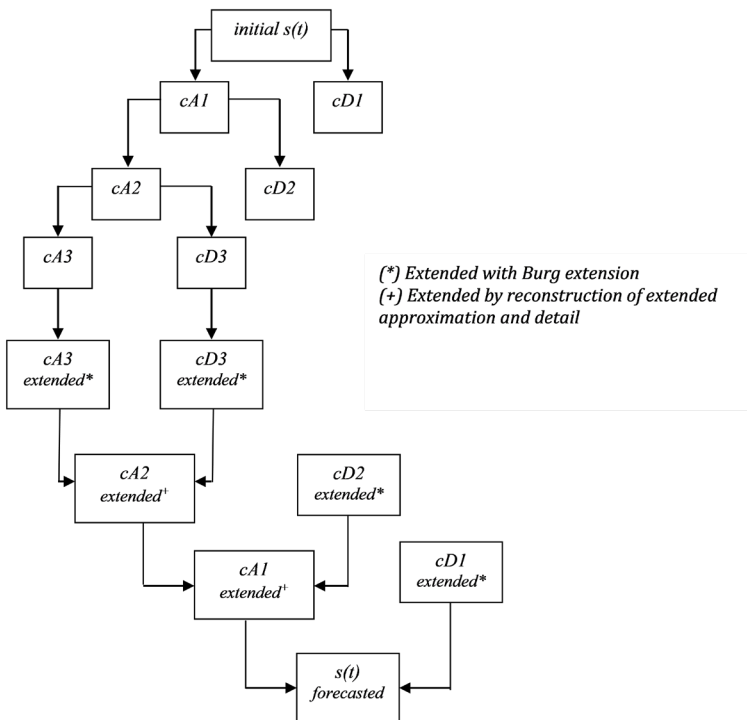 initial s(t)
cA1
cD1
cA2
cD2
cA3
cD3
(*) Extended with Burg extension
(+) Extended by reconstruction of extended
approximation and detail
cA3
extended*
cD3
extended*
cA2
extended+
cD2
extended*
cA1
extended+
cD1
extended*
s(t)
forecasted